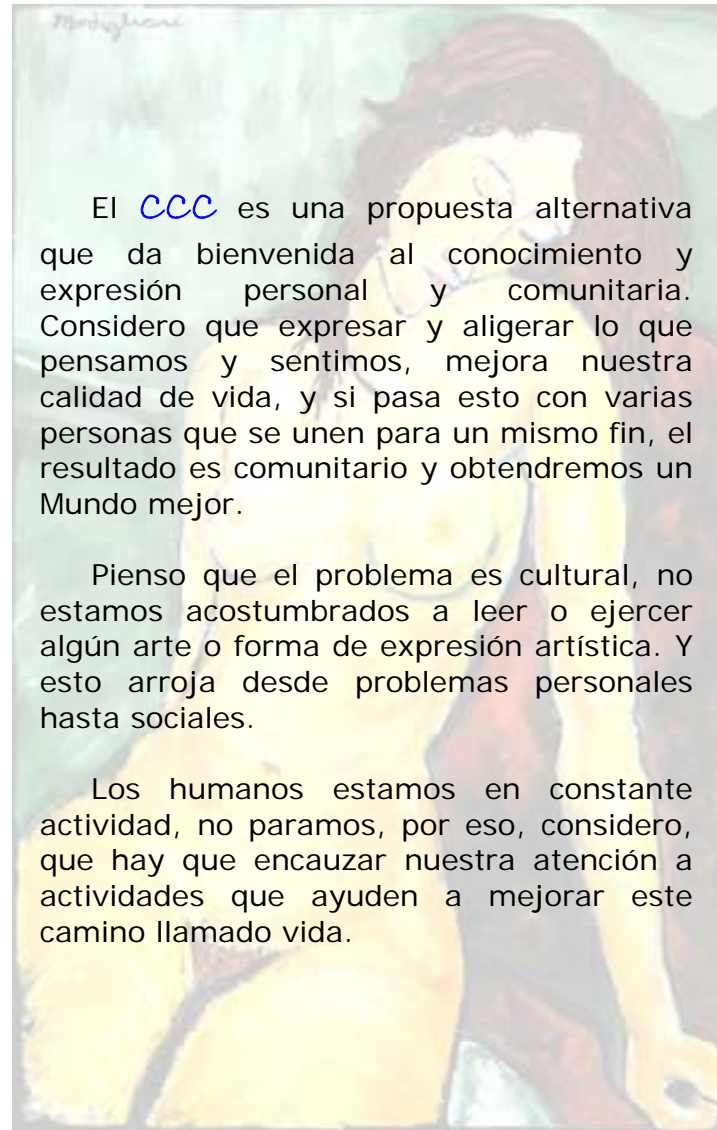 Modigliani
El CCC es una propuesta alternativa
que da bienvenida al conocimiento y
expresión personal y comunitaria.
Considero que expresar y aligerar lo que
pensamos y sentimos, mejora nuestra
calidad de vida, y si pasa esto con varias
personas que se unen para un mismo fin, el
resultado es comunitario y obtendremos un
Mundo mejor.
Pienso que el problema es cultural, no
estamos acostumbrados a leer o ejercer
algún arte o forma de expresión artística. Y
esto arroja desde problemas personales
hasta sociales.
Los humanos estamos en constante
actividad, no paramos, por eso, considero,
que hay que encauzar nuestra atención a
actividades que ayuden a mejorar este
camino llamado vida.